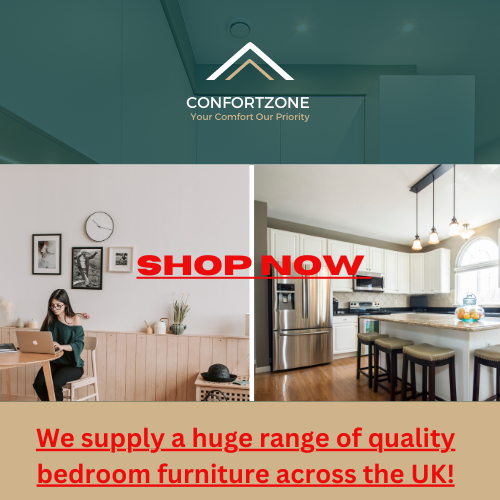 CONFORTZONE
Your Comfort Our Priority
SHOP NOW
We supply a huge range of quality
bedroom furniture across the UK!